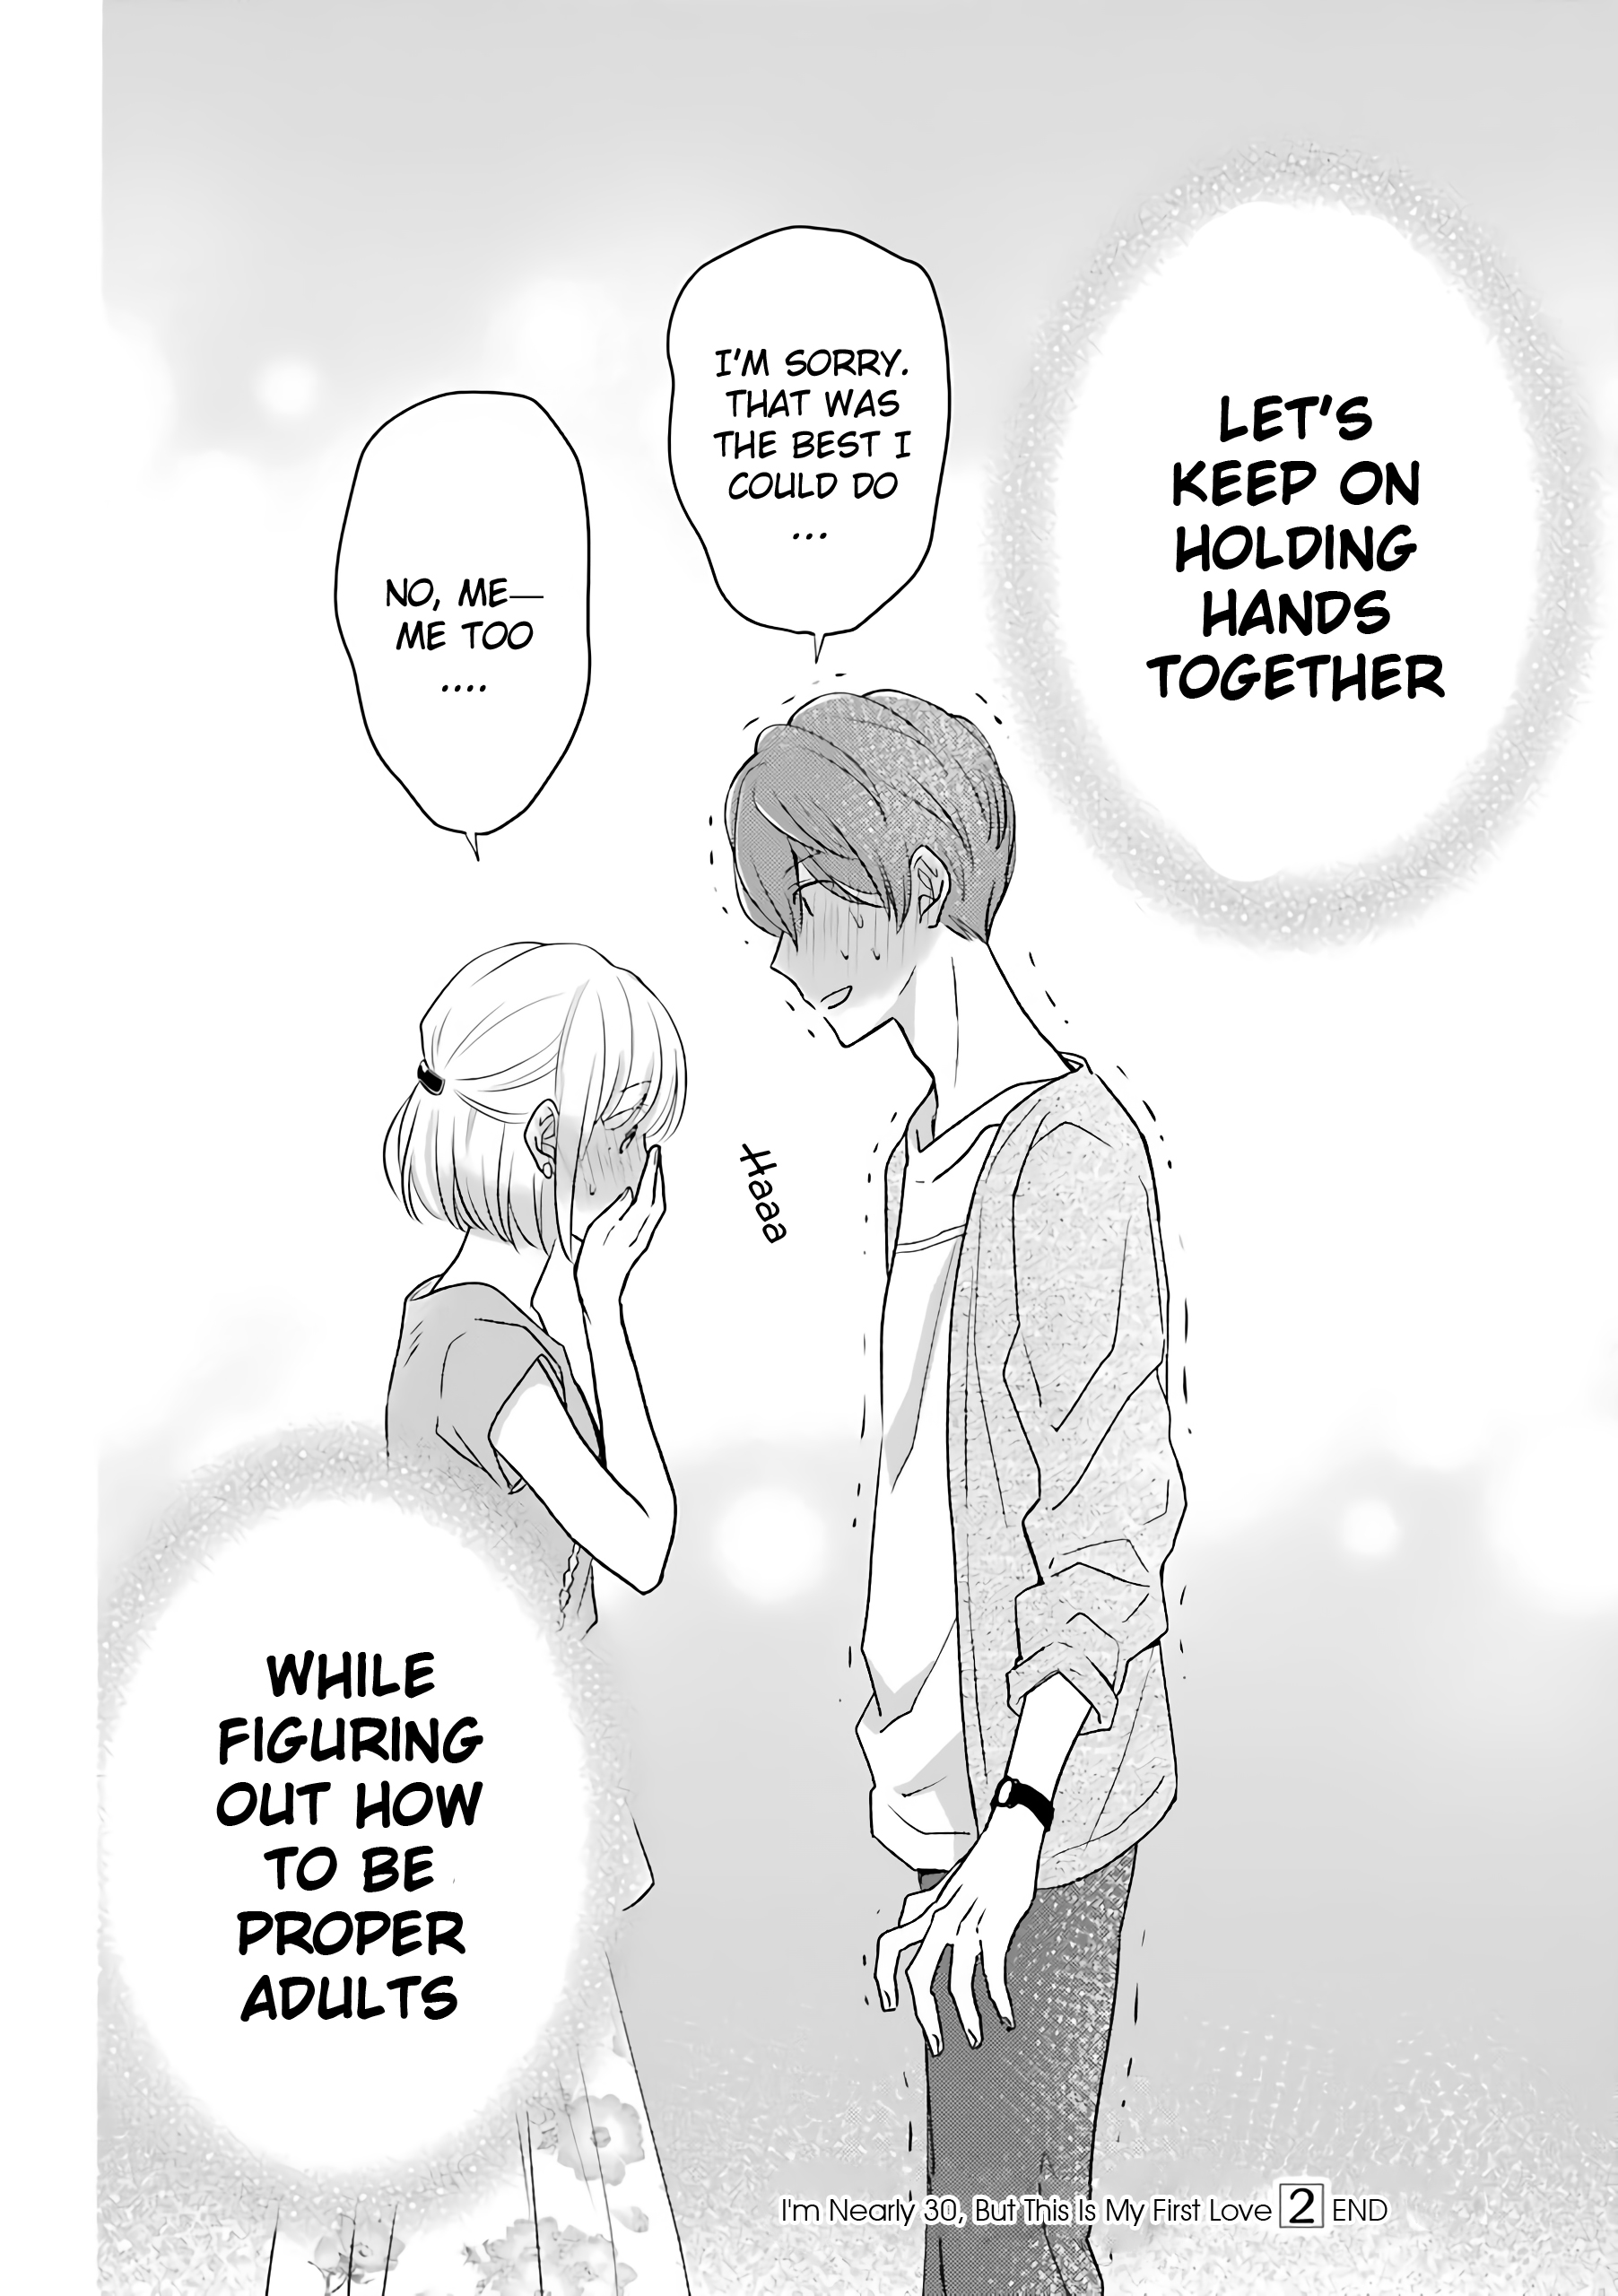 LET'S
KEEP ON
HOLDING
HANDS
TOGETHER
I'M SORRY.
THAT WAS
THE BEST I
COULD DO
...
NO, ME—
ME TOO
....
Haaa
WHILE
FIGURING
OUT HOW
TO BE
PROPER
ADULTS
I'm Nearly 30, But This Is My First Love 2 END